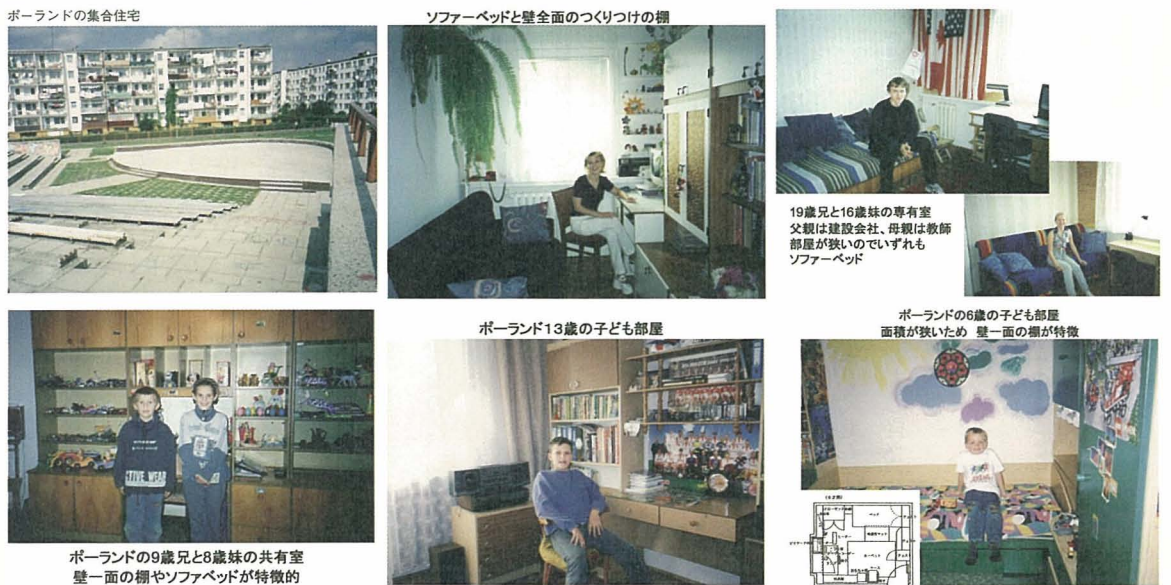 ポーランドの集合住宅
ソファーベッドと壁全面のつくりつけの棚
19歳兄と16歳妹の専有室
父親は建設会社、母親は教師
部屋が狭いのでいずれも
ソファーベッド
ポーランドの9歳兄と8歳妹の共有室
壁一面の棚やソファベッドが特徴的
ポーランド13歳の子ども部屋
ポーランドの6歳の子ども部屋
面積が狭いため 壁一面の棚が特徴